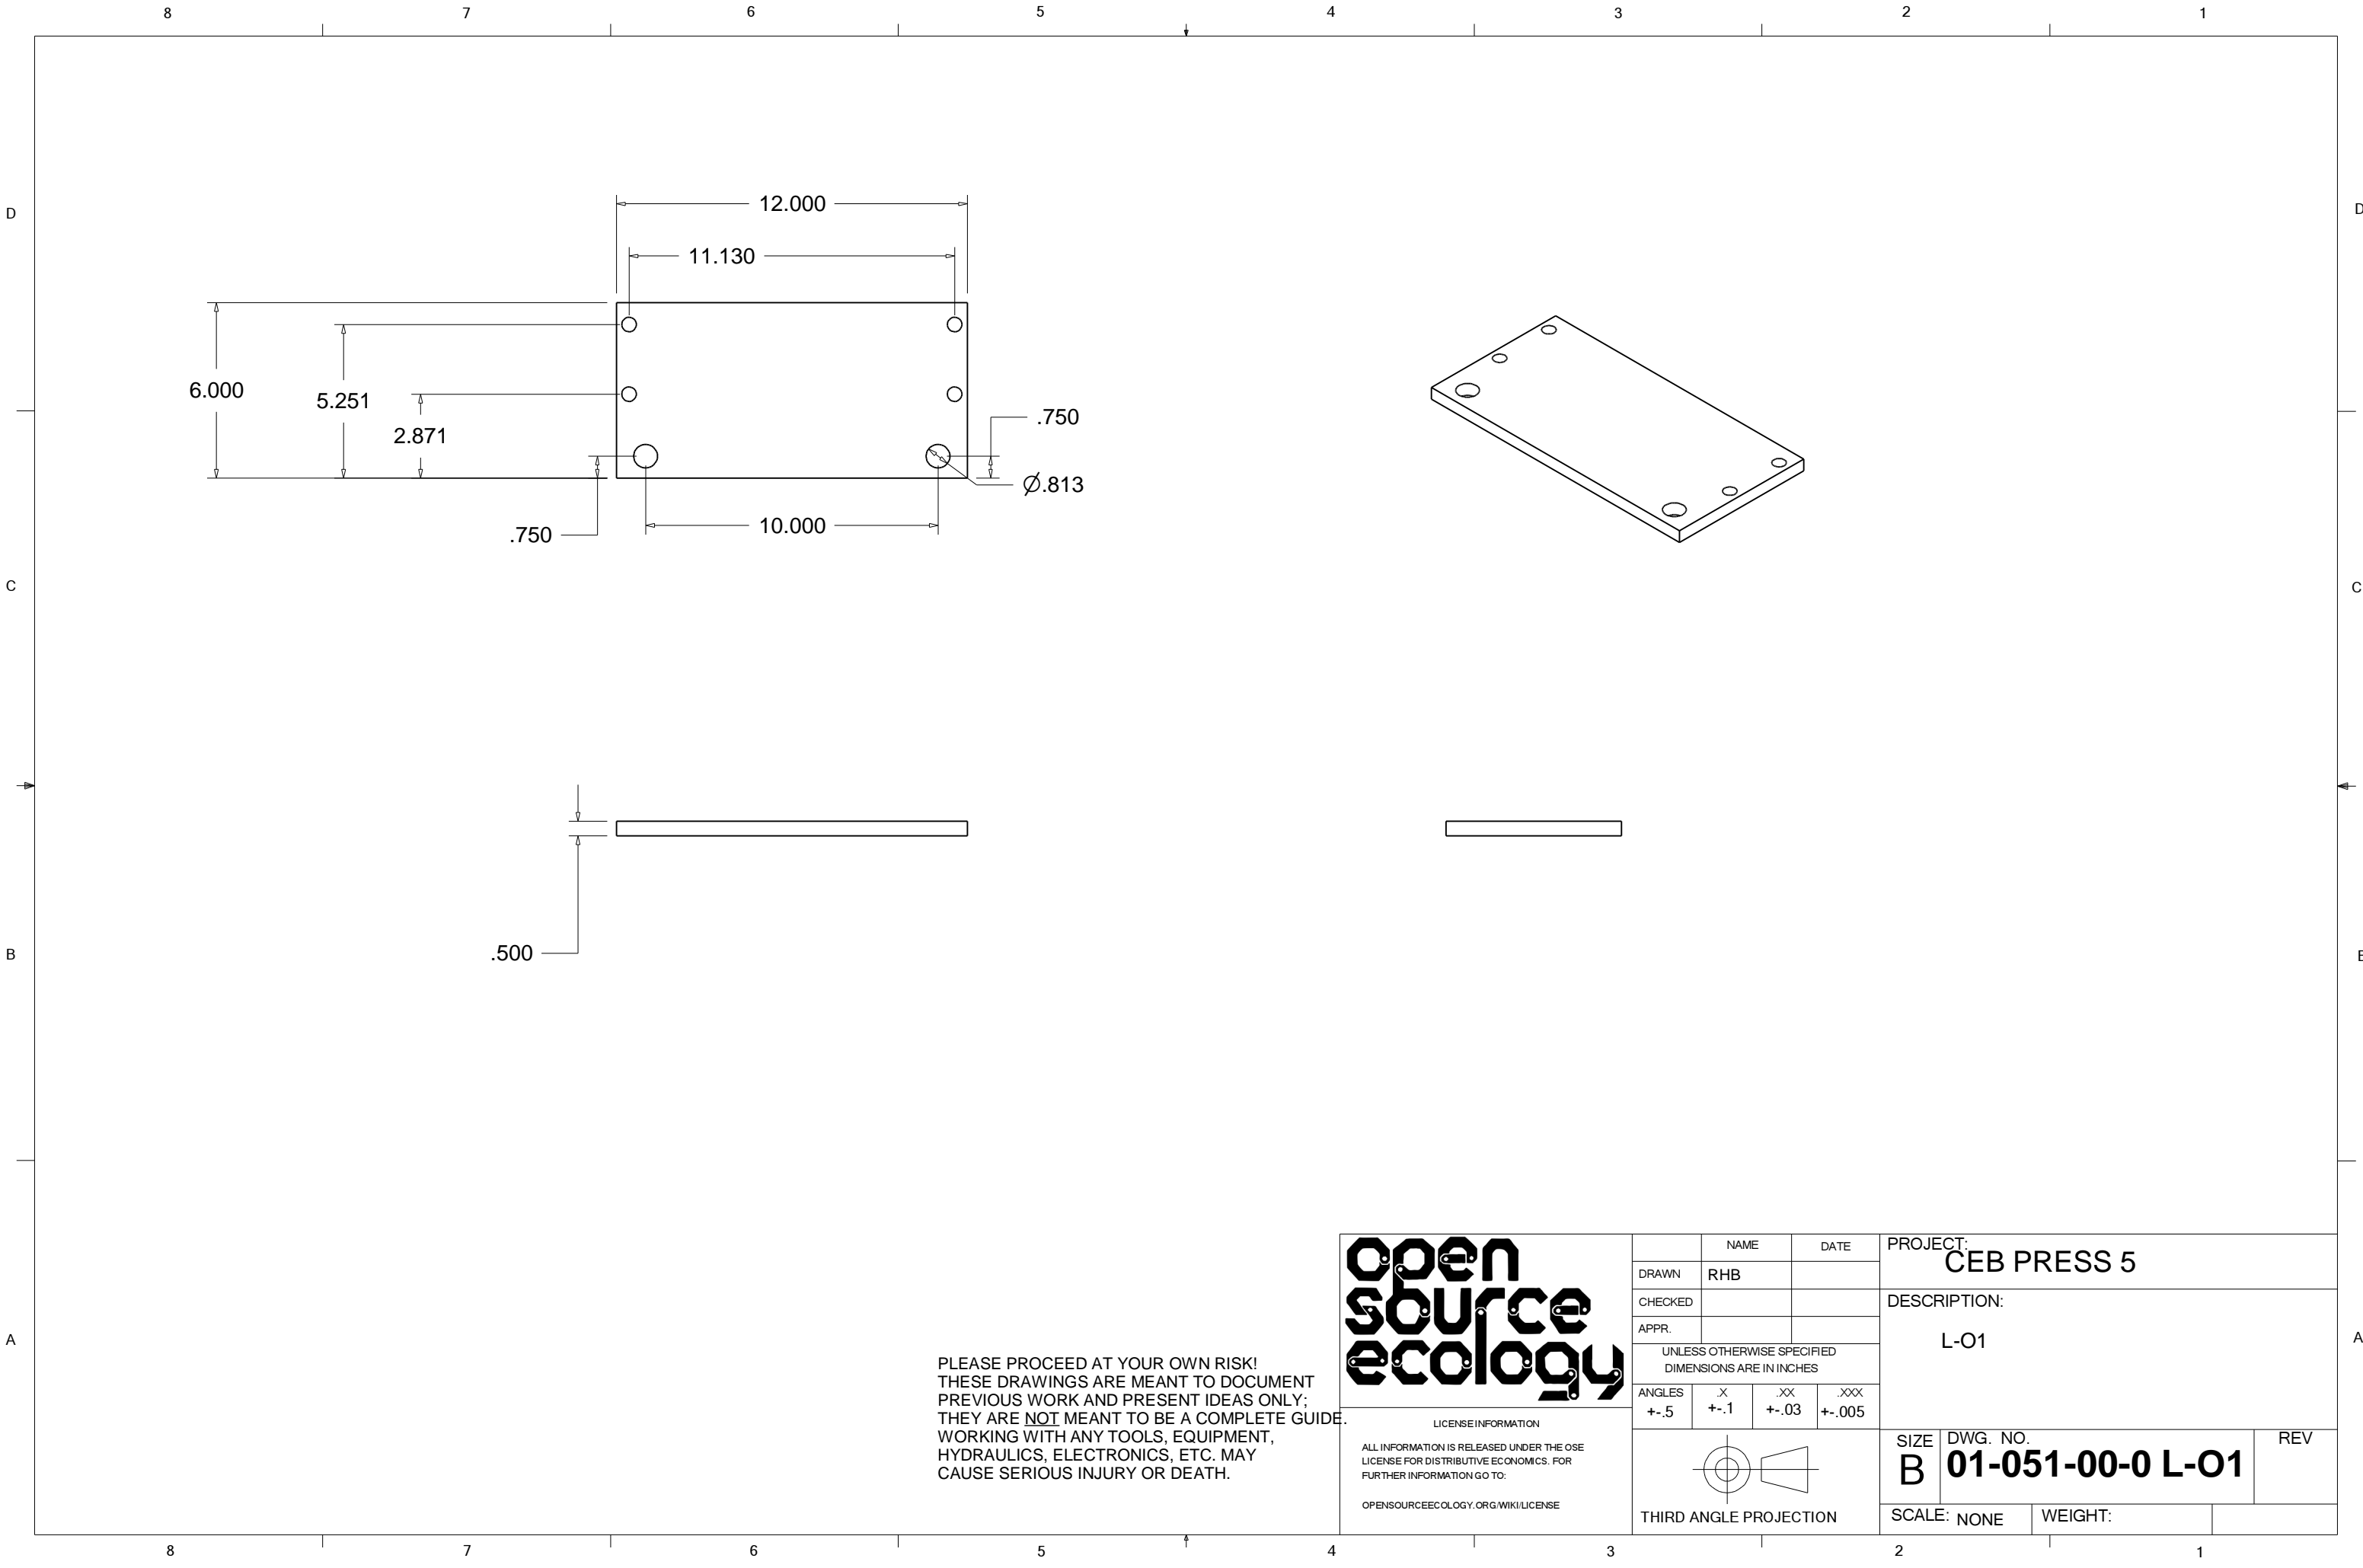 8 7 6 5 4 3 2 1
D D
12.000
11.130
6.000
5.251
2.871
.750
Ø.813
10.000
.750
C C
.500
B B
A A
PLEASE PROCEED AT YOUR OWN RISK!
THESE DRAWINGS ARE MEANT TO DOCUMENT
PREVIOUS WORK AND PRESENT IDEAS ONLY;
THEY ARE NOT MEANT TO BE A COMPLETE GUIDE.
WORKING WITH ANY TOOLS, EQUIPMENT,
HYDRAULICS, ELECTRONICS, ETC. MAY
CAUSE SERIOUS INJURY OR DEATH.
open
source
ecology
LICENSE INFORMATION
ALL INFORMATION IS RELEASED UNDER THE OSE
LICENSE FOR DISTRIBUTIVE ECONOMICS. FOR
FURTHER INFORMATION GO TO:
OPENSOURCEECOLOGY.ORG/WIKI/LICENSE
NAME DATE
DRAWN RHB
CHECKED
APPR.
UNLESS OTHERWISE SPECIFIED
DIMENSIONS ARE IN INCHES
ANGLES .X .XX .XXX
+-.5 +-.1 +-.03 +-.005
THIRD ANGLE PROJECTION
PROJECT:
CEB PRESS 5
DESCRIPTION:
L-O1
SIZE DWG. NO. REV
B 01-051-00-0 L-O1
SCALE: NONE WEIGHT:
8 7 6 5 4 3 2 1